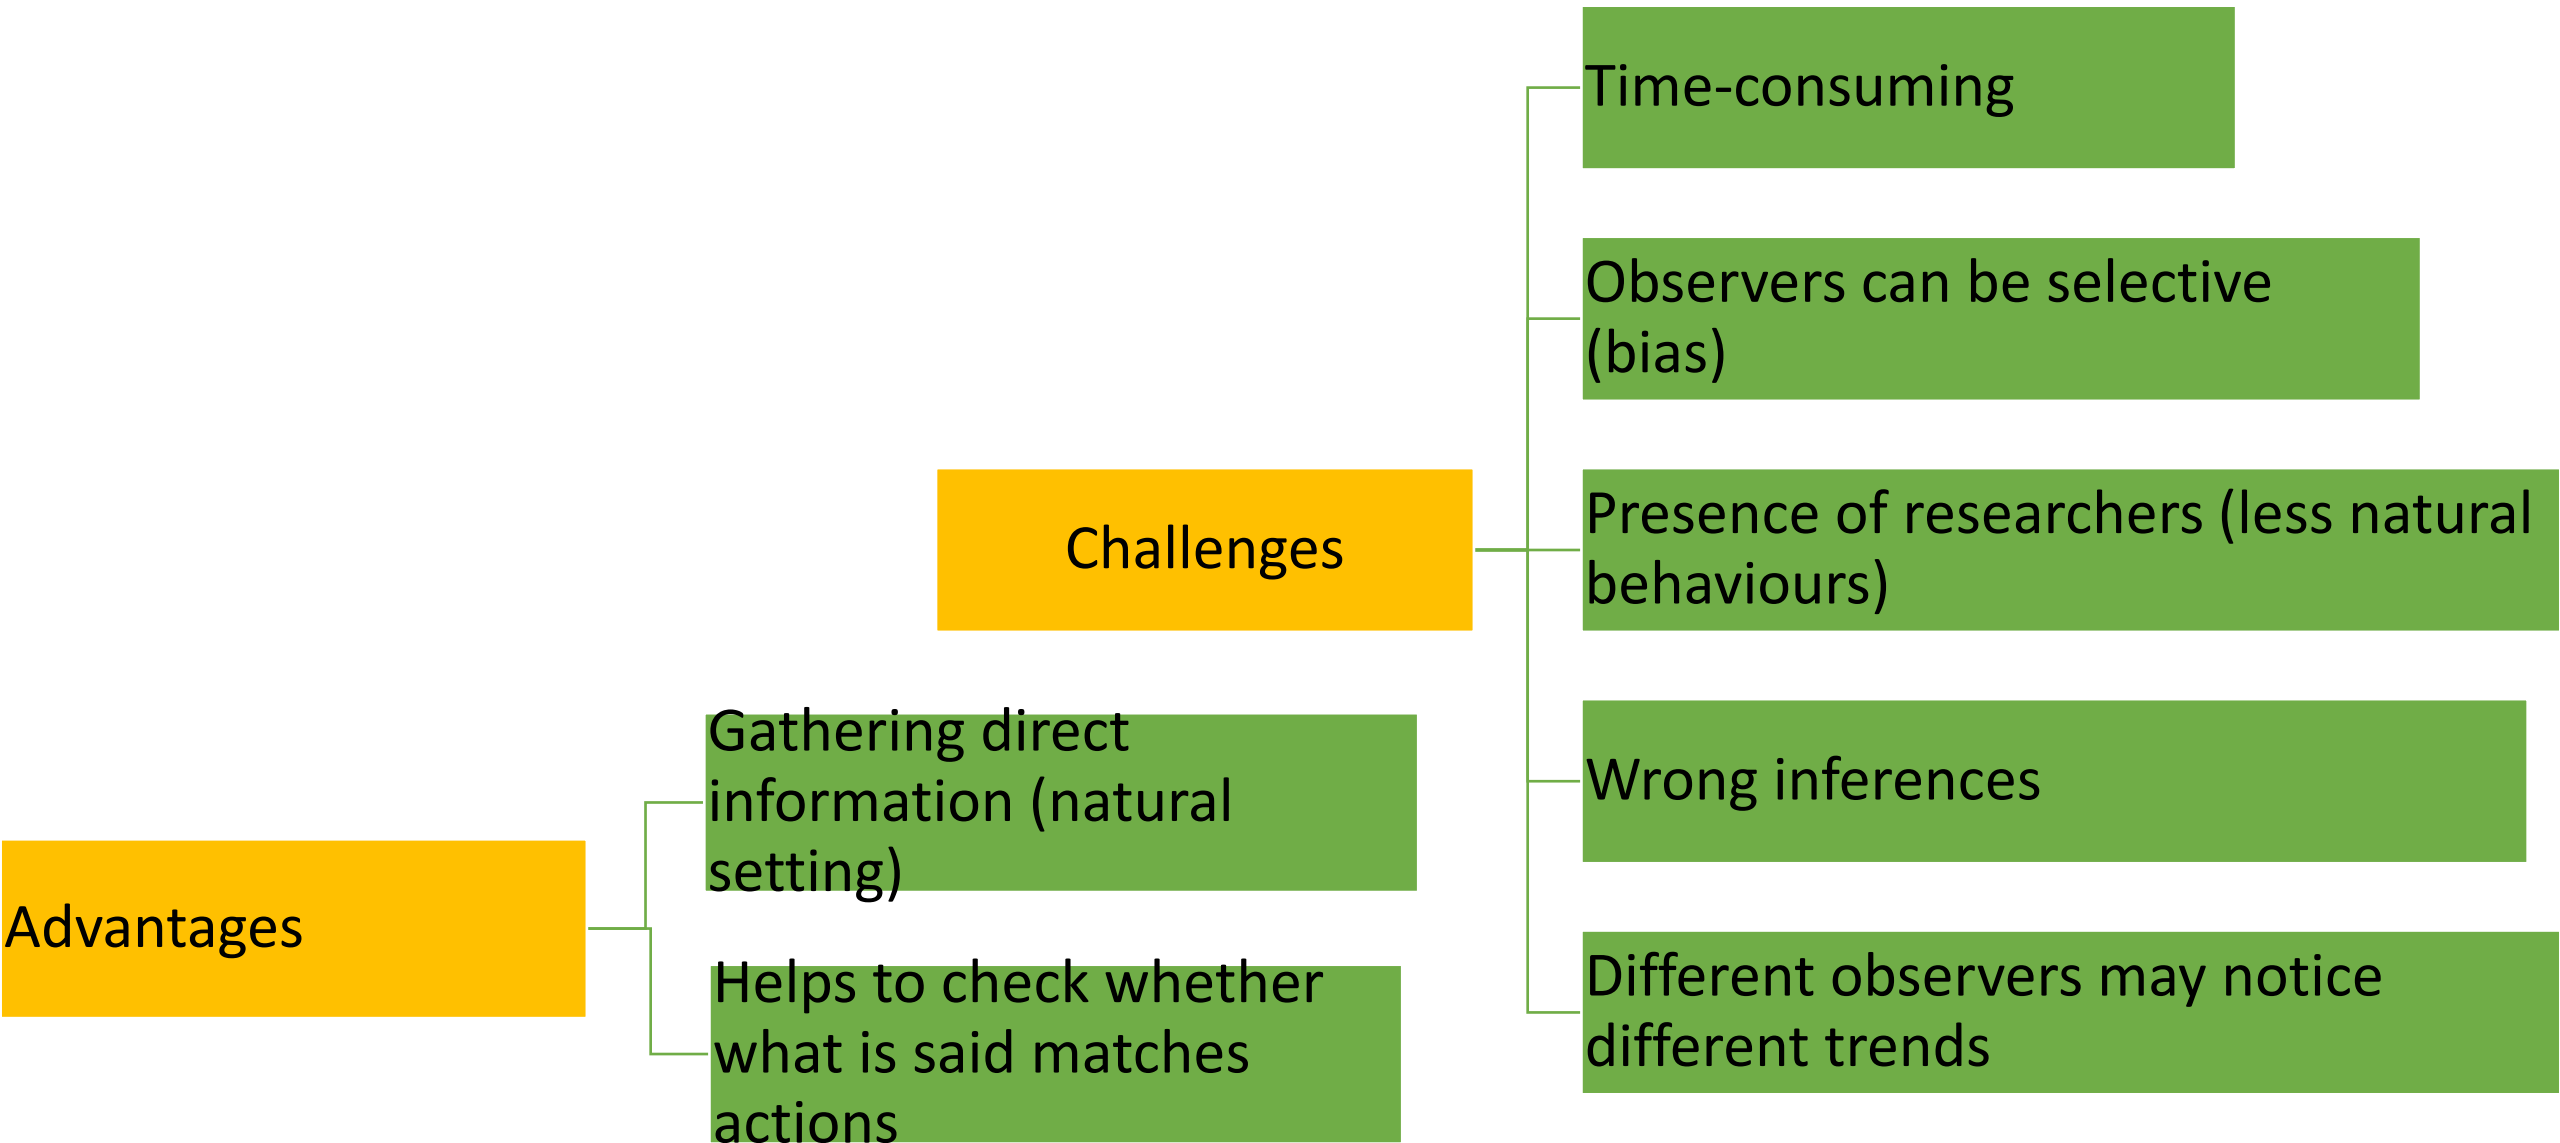 Time-consuming
Observers can be selective
(bias)
Challenges
Presence of researchers (less natural
behaviours)
Wrong inferences
Different observers may notice
different trends
Advantages
Gathering direct
information (natural
setting)
Helps to check whether
what is said matches
actions